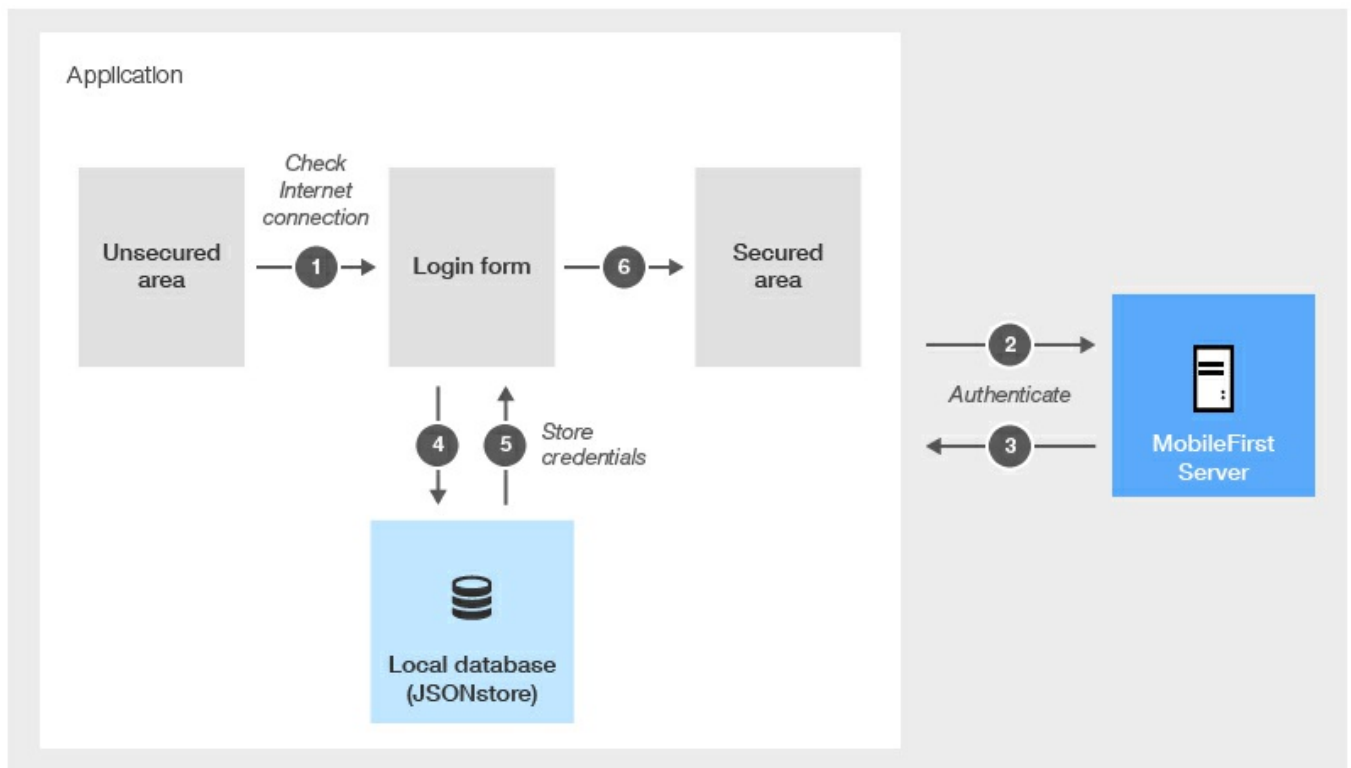 Application
Check
Internet
connection
Unsecured
area
1
Login form
6
Secured
area
2
Authenticate
3
MobileFirst
Server
4
5
Store
credentials
Local database
(JSONstore)